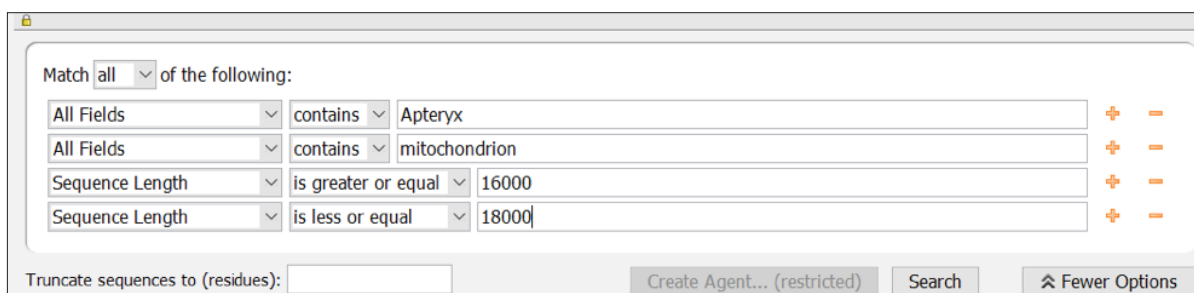 Match all of the following:
All Fields contains Apteryx
All Fields contains mitochondrion
Sequence Length is greater or equal 16000
Sequence Length is less or equal 18000
Truncate sequences to (residues): Create Agent... (restricted) Search Fewer Options